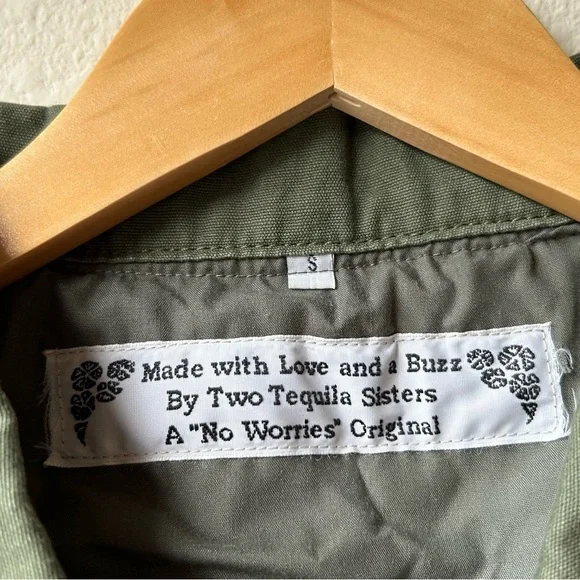 S
Made with Love and a Buzz
By Two Tequila Sisters
A "No Worries" Original